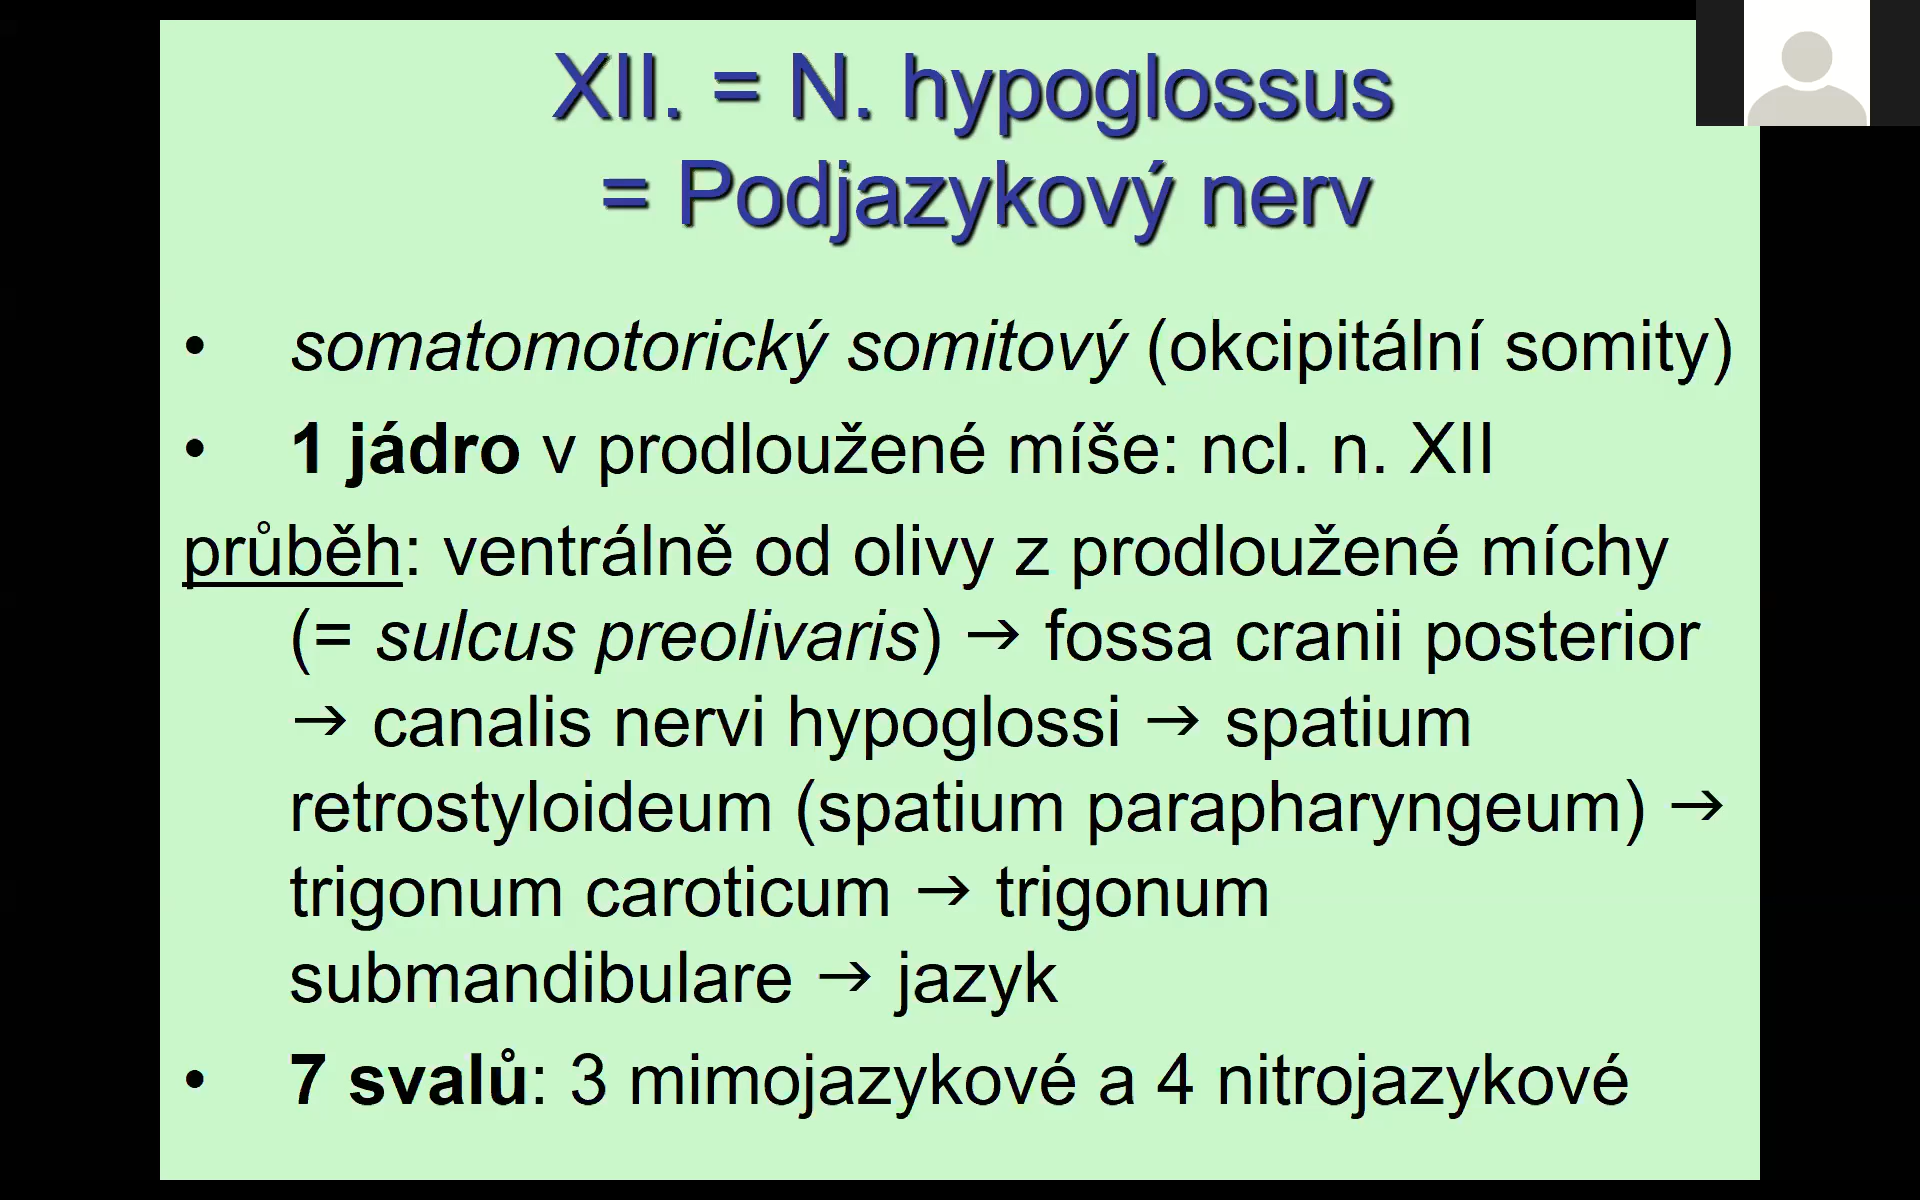 XII. = N. hypoglossus
= Podjazykový nerv
• somatomotorický somitový (okcipitální somity)
• 1 jádro v prodloužené míše: ncl. n. XII
průběh: ventrálně od olivy z prodloužené míchy
(= sulcus preolivaris) → fossa cranii posterior
→ canalis nervi hypoglossi → spatium
retrostyloideum (spatium parapharyngeum) →
trigonum caroticum → trigonum
submandibulare → jazyk
• 7 svalů: 3 mimojazykové a 4 nitrojazykové